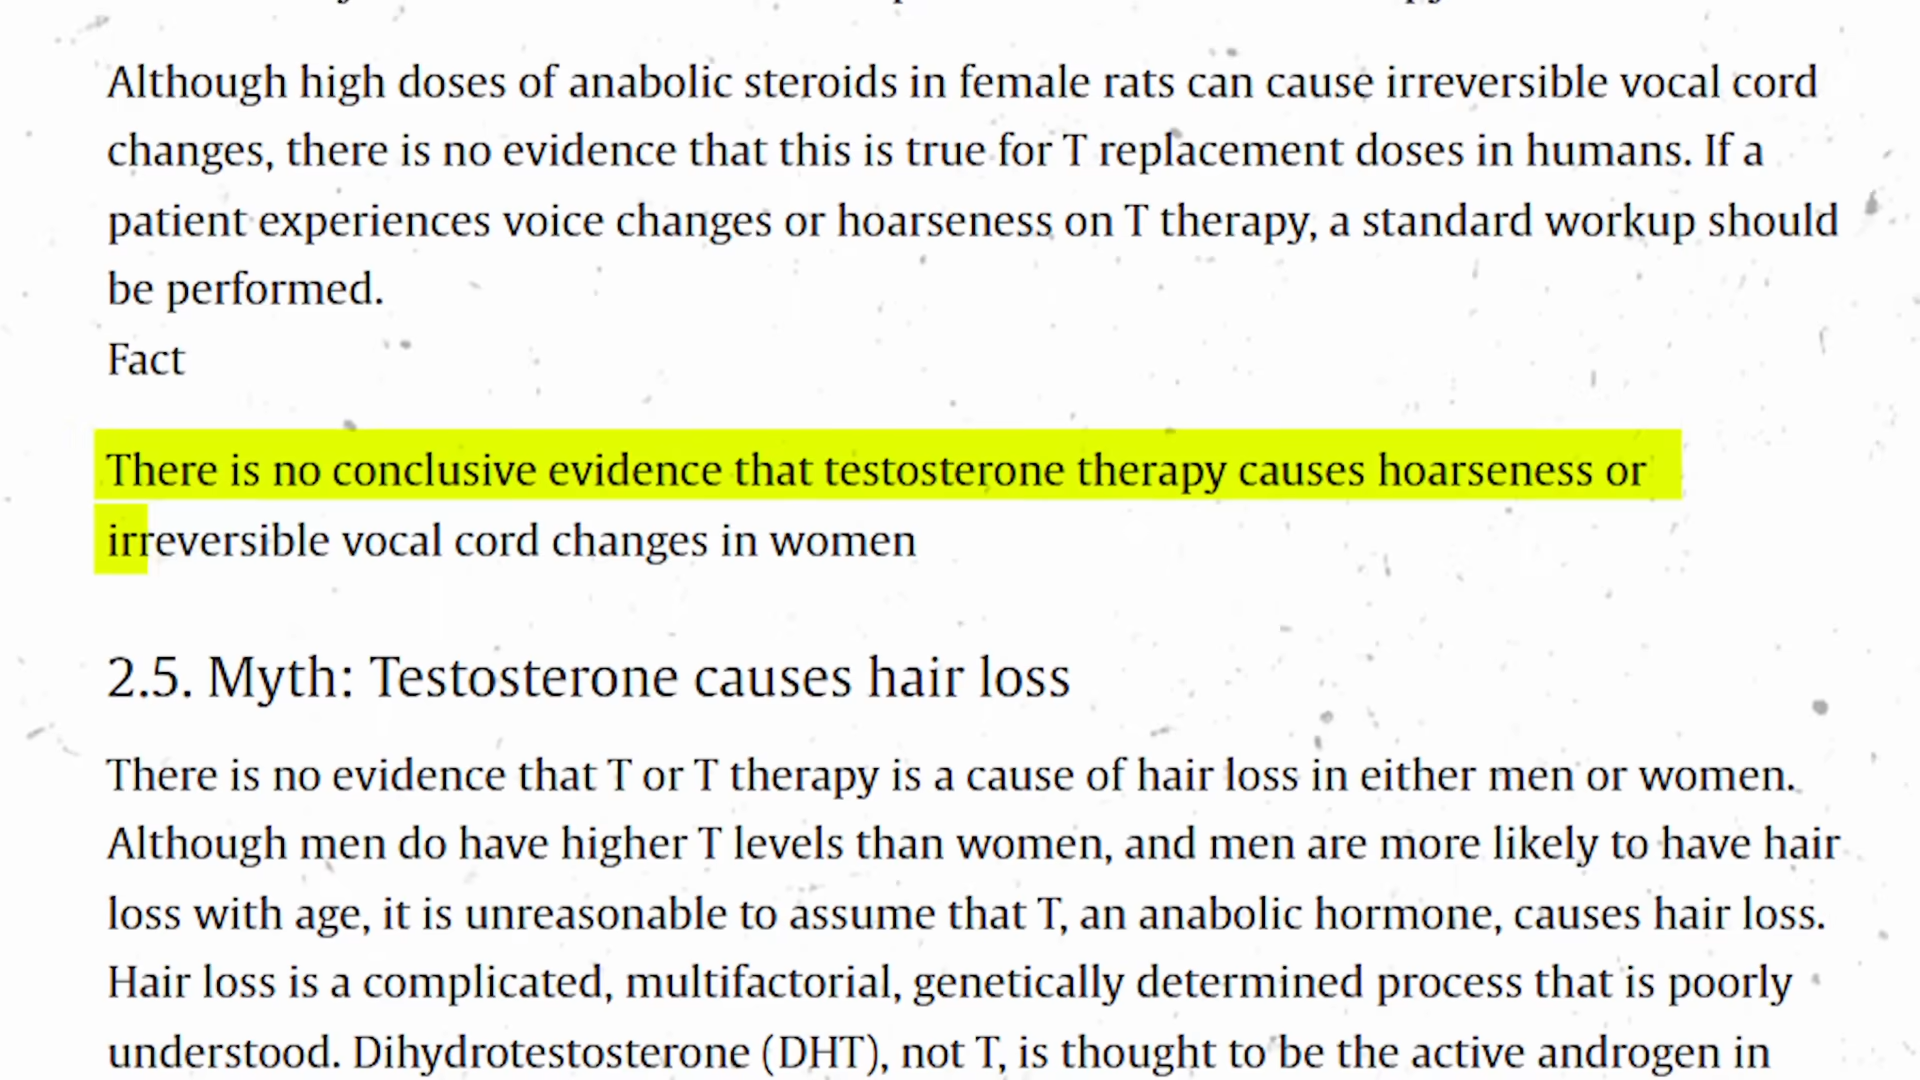 Although high doses of anabolic steroids in female rats can cause irreversible vocal cord
changes, there is no evidence that this is true for T replacement doses in humans. If a
patient experiences voice changes or hoarseness on T therapy, a standard workup should
be performed.
Fact
There is no conclusive evidence that testosterone therapy causes hoarseness or
irreversible vocal cord changes in women
2.5. Myth: Testosterone causes hair loss
There is no evidence that T or T therapy is a cause of hair loss in either men or women.
Although men do have higher T levels than women, and men are more likely to have hair
loss with age, it is unreasonable to assume that T, an anabolic hormone, causes hair loss.
Hair loss is a complicated, multifactorial, genetically determined process that is poorly
understood. Dihydrotestosterone (DHT), not T, is thought to be the active androgen in